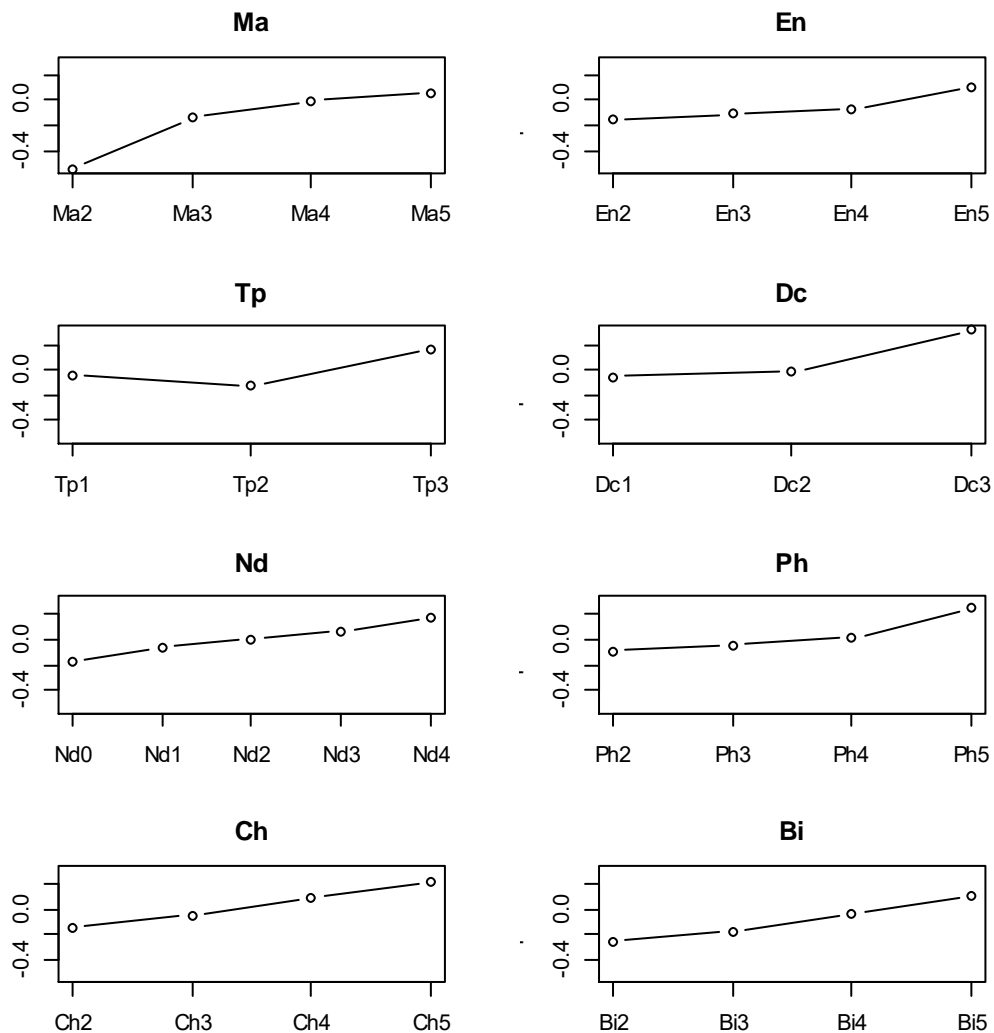 Ma
0.0
-0.4
Ma2 Ma3 Ma4 Ma5
En
0.0
-0.4
En2 En3 En4 En5
Tp
0.0
-0.4
Tp1 Tp2 Tp3
Dc
0.0
-0.4
Dc1 Dc2 Dc3
Nd
0.0
-0.4
Nd0 Nd1 Nd2 Nd3 Nd4
Ph
0.0
-0.4
Ph2 Ph3 Ph4 Ph5
Ch
0.0
-0.4
Ch2 Ch3 Ch4 Ch5
Bi
0.0
-0.4
Bi2 Bi3 Bi4 Bi5